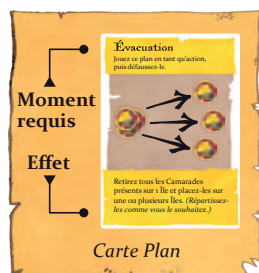 Évacuation
Jouez ce plan en tant qu'action,
puis défaussez-le.
Moment
requis
Effet
Retirez tous les Camarades
présents sur 1 Île et placez-les sur
une ou plusieurs Îles. (Répartissez-
les comme vous le souhaitez.)
Carte Plan